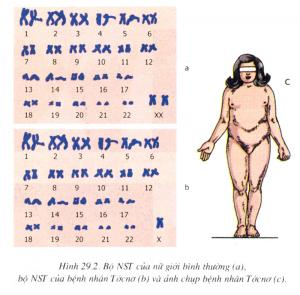 1 2 3 4 5 6
7 8 9 10 11 12
13 14 15 16 17
18 19 20 21 22 XX
a
1 2 3 4 5 6
7 8 9 10 11 12
13 14 15 16 17
18 19 20 21 22 X
b
C
Hình 29.2. Bộ NST của nữ giới bình thường (a),
bộ NST của bệnh nhân Tớcnơ (b) và ảnh chụp bệnh nhân Tớcnơ (c).